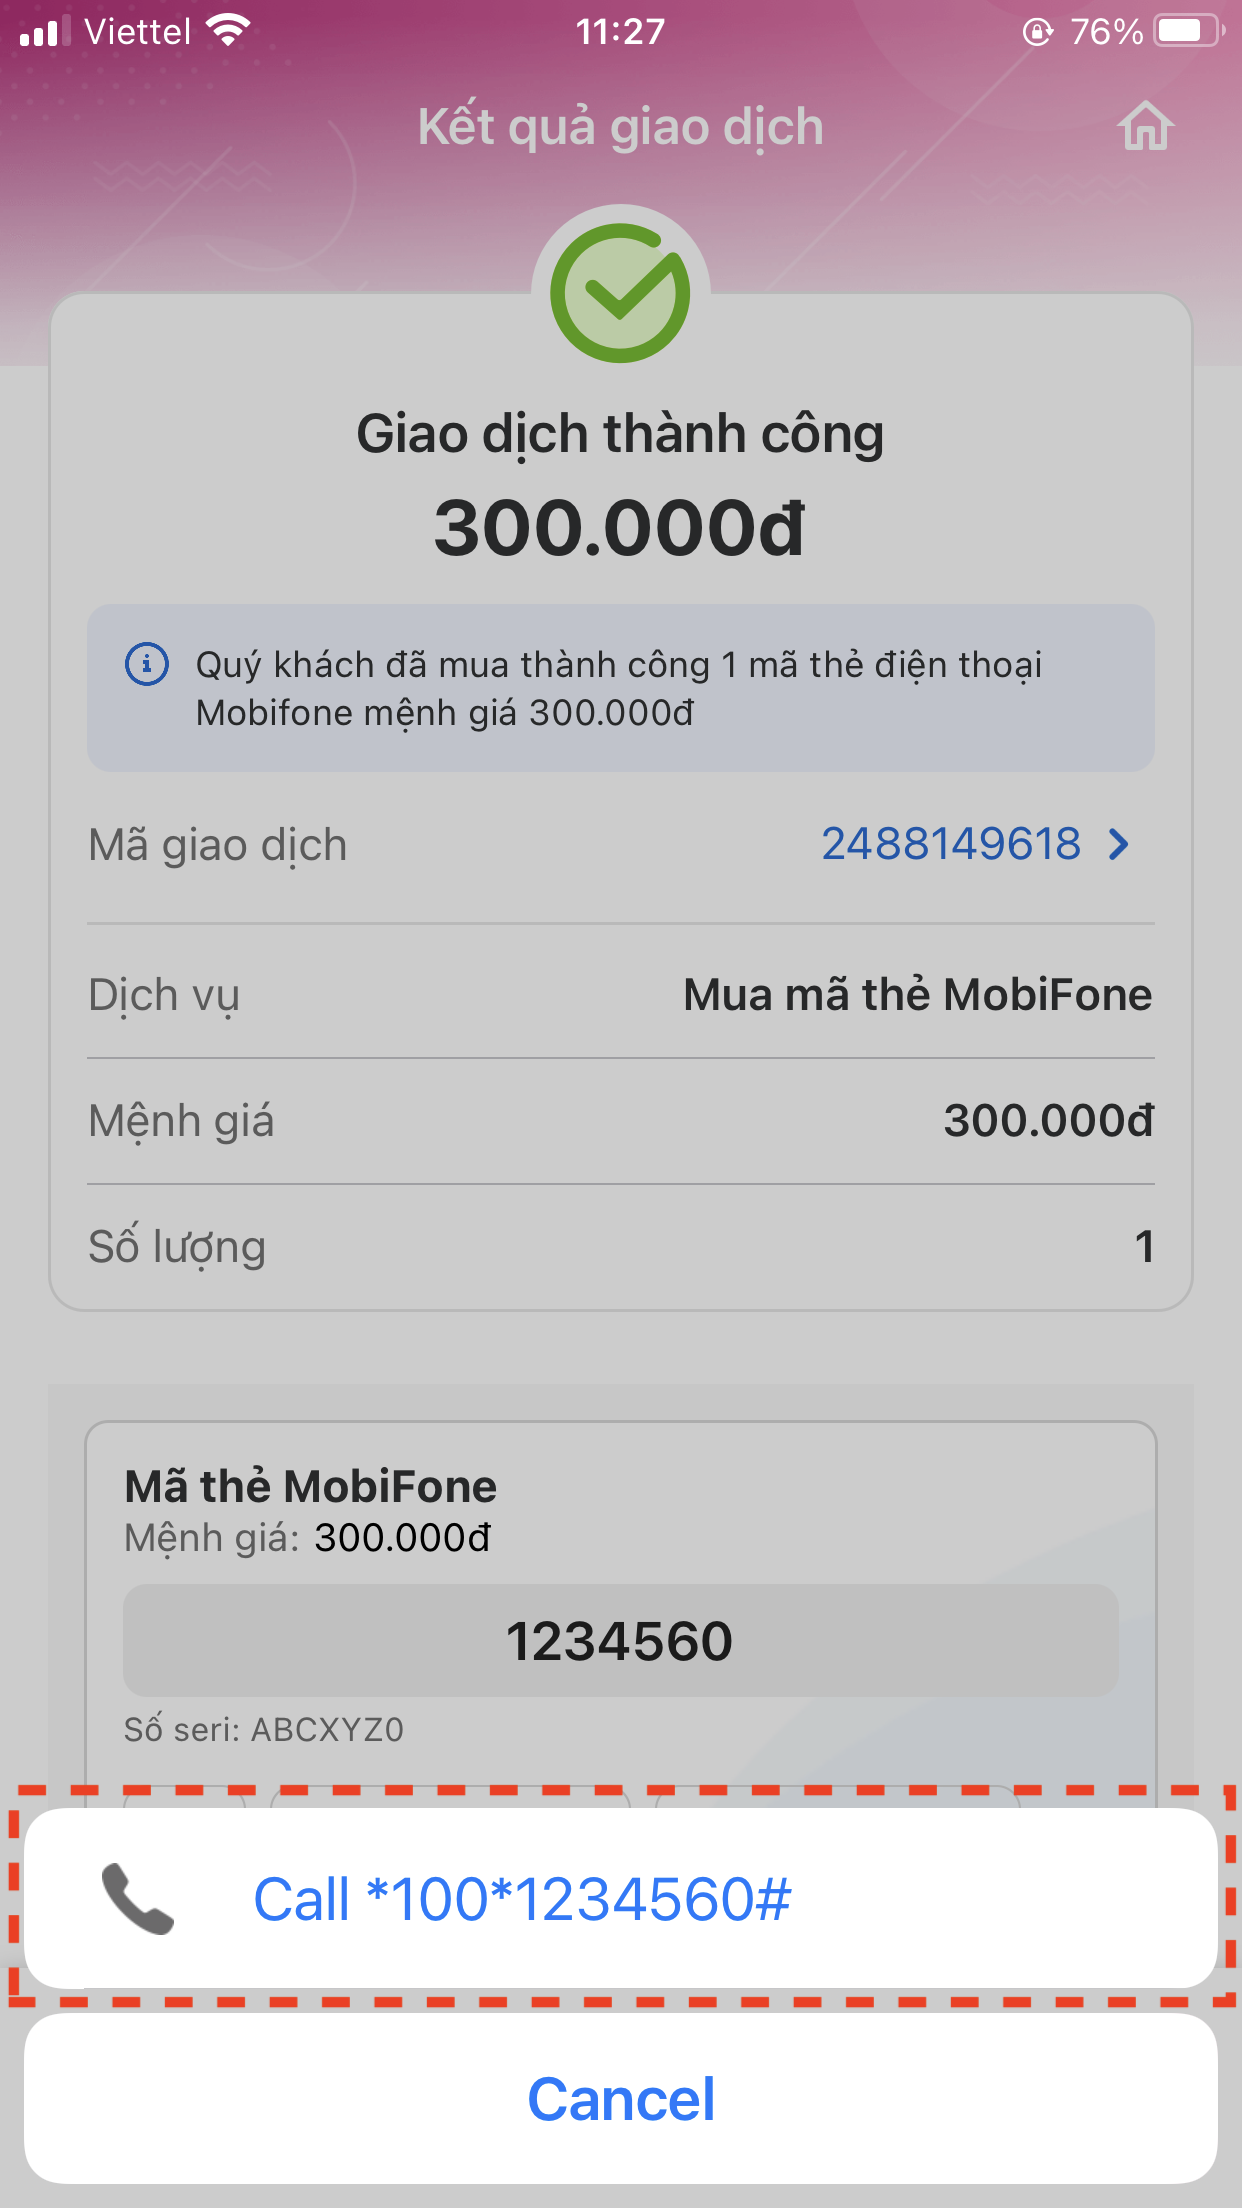 Viettel 11:27 76%
Kết quả giao dịch
Giao dịch thành công
300.000đ
Quý khách đã mua thành công 1 mã thẻ điện thoại
Mobifone mệnh giá 300.000đ
Mã giao dịch 2488149618
Dịch vụ Mua mã thẻ MobiFone
Mệnh giá 300.000đ
Số lượng 1
Mã thẻ MobiFone
Mệnh giá: 300.000đ
1234560
Số seri: ABCXYZ0
Call *100*1234560#
Cancel